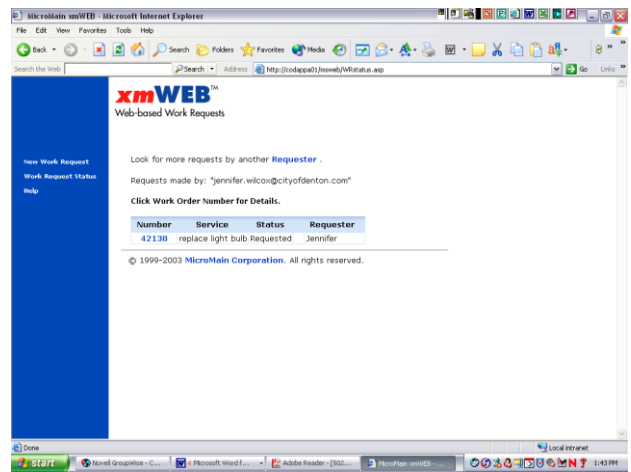 MicroMain xmWEB - Microsoft Internet Explorer
File Edit View Favorites Tools Help
Back Search Folders Favorites Media
Search the Web Search Address http://codappa01/msweb/WRstatus.asp Go Links
xmWEB™
Web-based Work Requests
New Work Request
Work Request Status
Help
Look for more requests by another Requester .
Requests made by: "jennifer.wilcox@cityofdenton.com"
Click Work Order Number for Details.
Number Service Status Requester
42130 replace light bulb Requested Jennifer
© 1999-2003 MicroMain Corporation. All rights reserved.
Done Local intranet
start Novell GroupWise - C... 4 Microsoft Word f... Adobe Reader - [502... MicroMain xmWEB - ... 1:43 PM